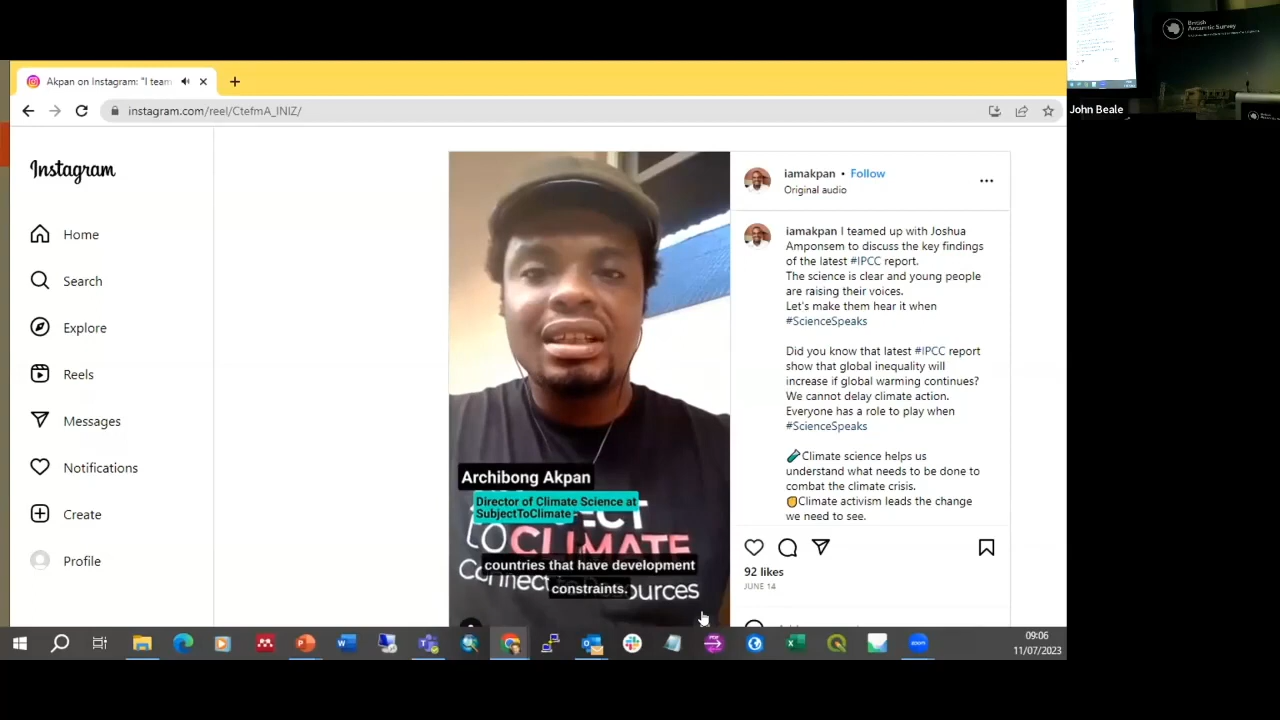 Akpan on Instagram: "I team
instagram.com/reel/CtefmA_INIZ/
Instagram
Home
Search
Explore
Reels
Messages
Notifications
Create
Profile
Archibong Akpan
Director of Climate Science at
SubjectToClimate
to CLIMATE
countries that have development
constraints.
iamakpan • Follow
Original audio
iamakpan I teamed up with Joshua
Amponsem to discuss the key findings
of the latest #IPCC report.
The science is clear and young people
are raising their voices.
Let's make them hear it when
#ScienceSpeaks
Did you know that latest #IPCC report
show that global inequality will
increase if global warming continues?
We cannot delay climate action.
Everyone has a role to play when
#ScienceSpeaks
Climate science helps us
understand what needs to be done to
combat the climate crisis.
Climate activism leads the change
we need to see.
92 likes
JUNE 14
09:06
11/07/2023
British
Antarctic Survey
John Beale